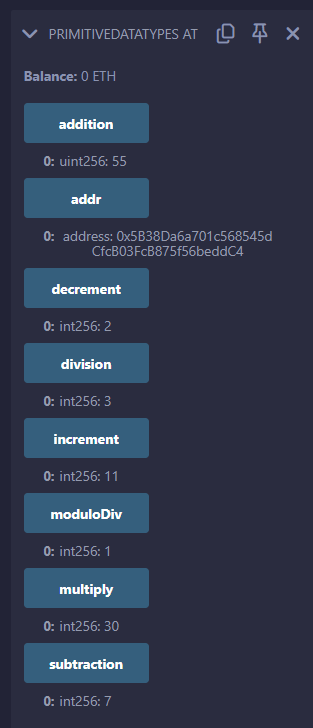 PRIMITIVEDATATYPES AT
Balance: 0 ETH
addition
0: uint256: 55
addr
0: address: 0x5B38Da6a701c568545d
CfcB03FcB875f56beddC4
decrement
0: int256: 2
division
0: int256: 3
increment
0: int256: 11
moduloDiv
0: int256: 1
multiply
0: int256: 30
subtraction
0: int256: 7